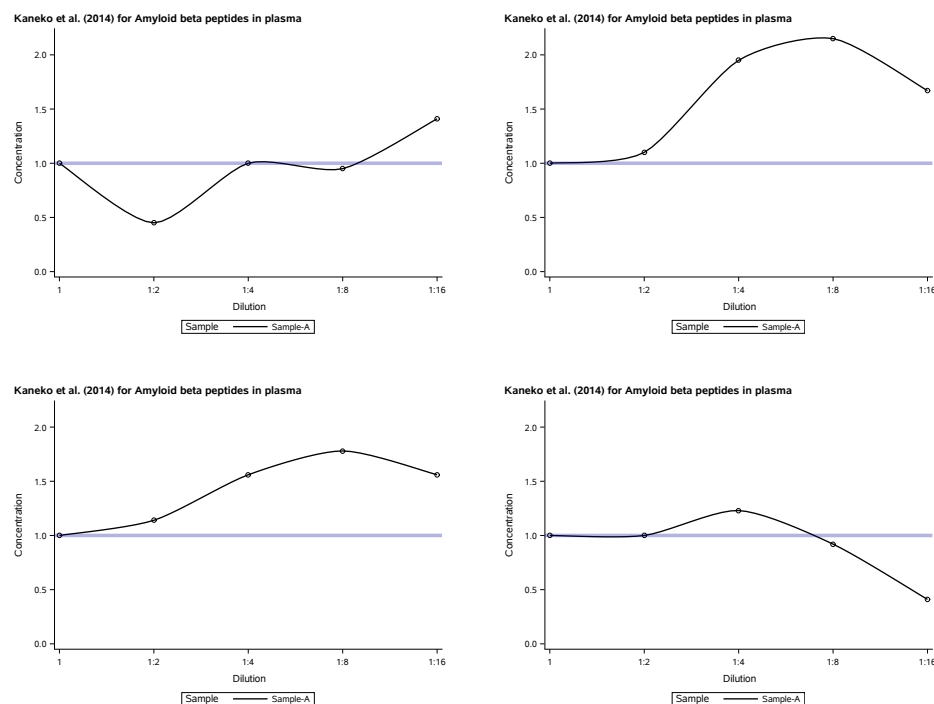 Kaneko et al. (2014) for Amyloid beta peptides in plasma
2.0
1.5
Concentration
1.0
0.5
0.0
1 1:2 1:4 1:8 1:16
Dilution
Sample Sample-A
Kaneko et al. (2014) for Amyloid beta peptides in plasma
2.0
1.5
Concentration
1.0
0.5
0.0
1 1:2 1:4 1:8 1:16
Dilution
Sample Sample-A
Kaneko et al. (2014) for Amyloid beta peptides in plasma
2.0
1.5
Concentration
1.0
0.5
0.0
1 1:2 1:4 1:8 1:16
Dilution
Sample Sample-A
Kaneko et al. (2014) for Amyloid beta peptides in plasma
2.0
1.5
Concentration
1.0
0.5
0.0
1 1:2 1:4 1:8 1:16
Dilution
Sample Sample-A